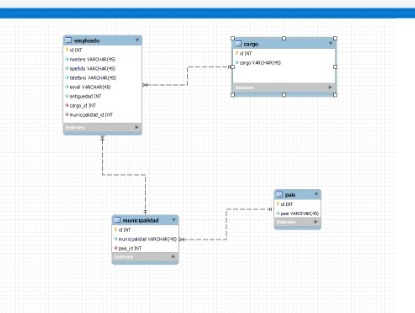 empleado
id INT
nombre VARCHAR(45)
apellido VARCHAR(45)
telefono VARCHAR(45)
email VARCHAR(45)
antiguedad INT
cargo_id INT
municipalidad_id INT
Indexes
cargo
id INT
cargo VARCHAR(45)
Indexes
municipalidad
id INT
municipalidad VARCHAR(45)
pais_id INT
Indexes
pais
id INT
pais VARCHAR(45)
Indexes